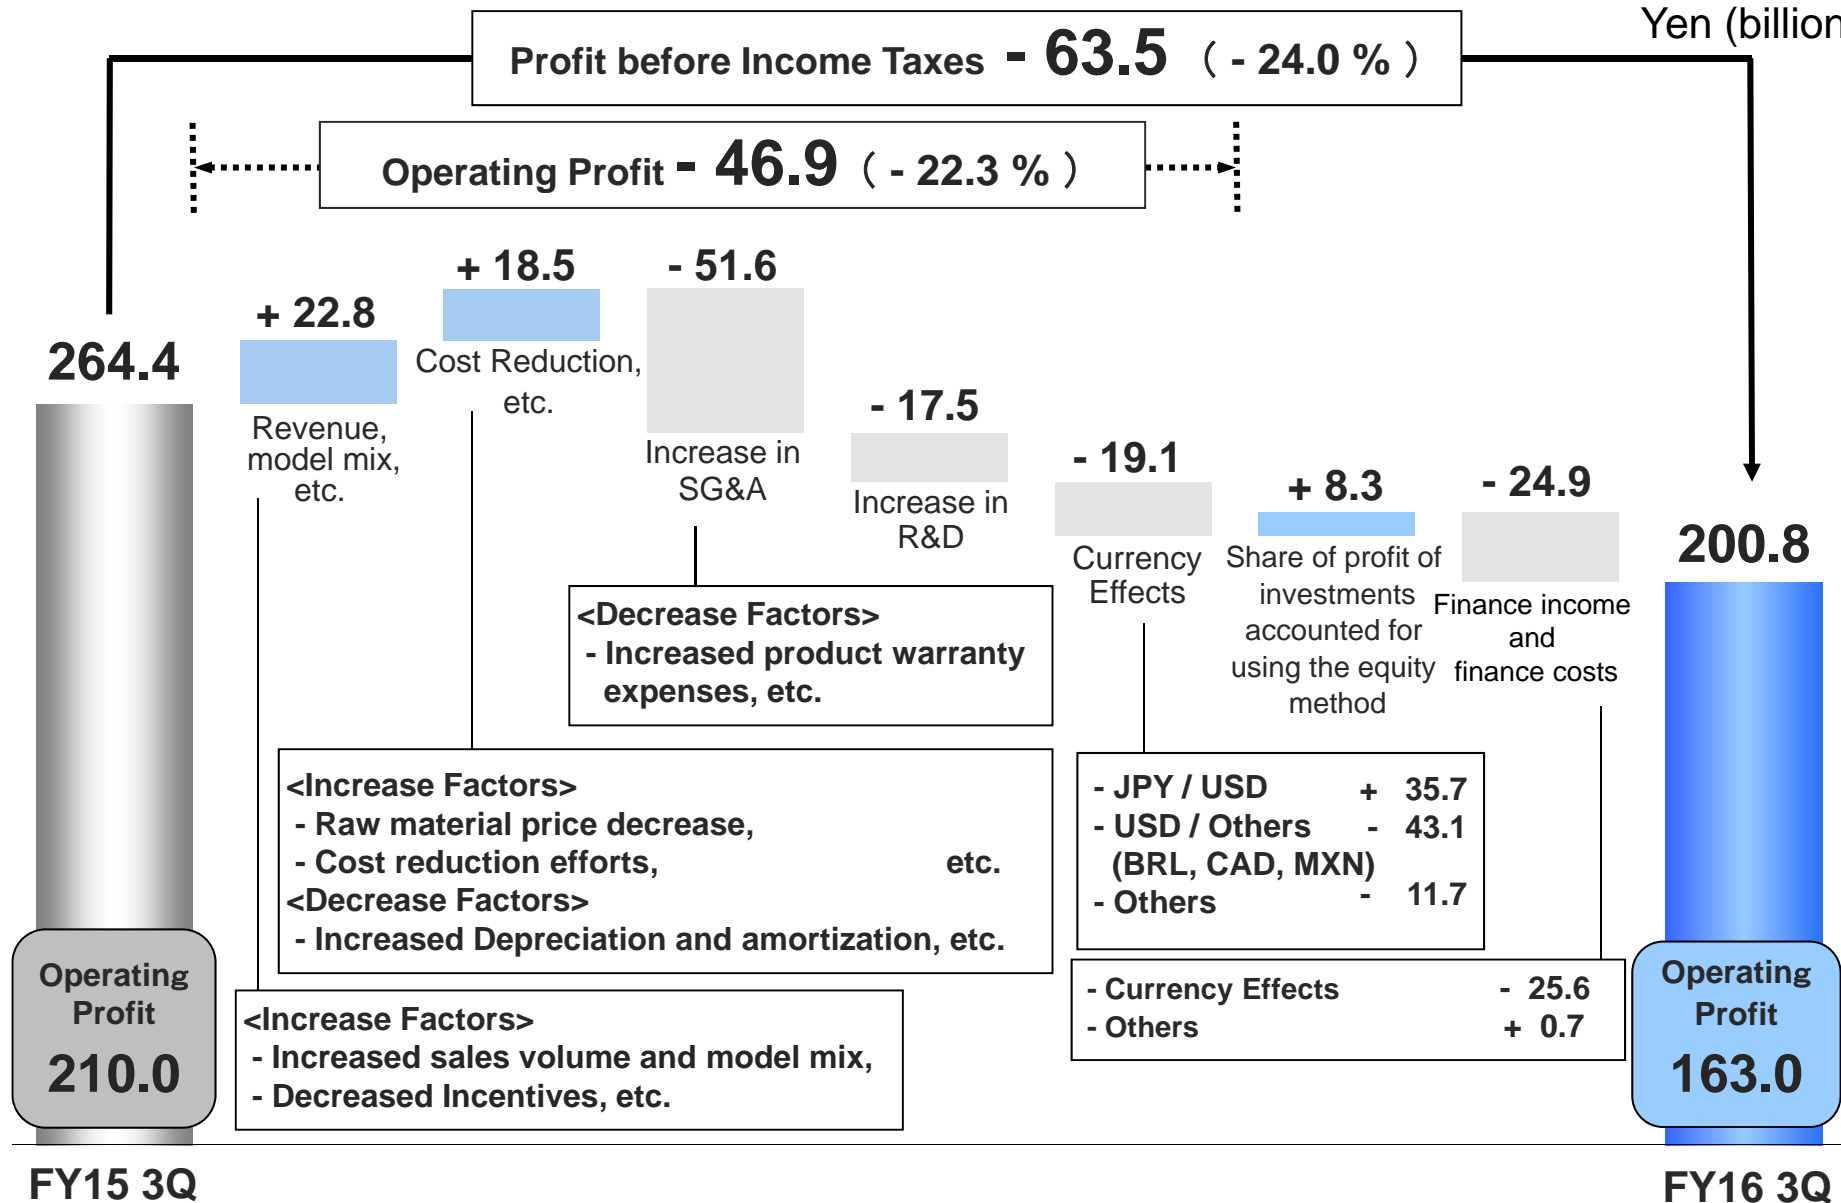 Yen (billion
Profit before Income Taxes - 63.5 ( - 24.0 % )
Operating Profit - 46.9 ( - 22.3 % )
264.4
+ 22.8
Revenue,
model mix,
etc.
+ 18.5
Cost Reduction,
etc.
- 51.6
Increase in
SG&A
- 17.5
Increase in
R&D
- 19.1
Currency
Effects
+ 8.3
Share of profit of
investments
accounted for
using the equity
method
- 24.9
Finance income
and
finance costs
200.8
<Decrease Factors>
- Increased product warranty
expenses, etc.
<Increase Factors>
- Raw material price decrease,
- Cost reduction efforts, etc.
<Decrease Factors>
- Increased Depreciation and amortization, etc.
- JPY / USD + 35.7
- USD / Others - 43.1
(BRL, CAD, MXN)
- Others - 11.7
- Currency Effects - 25.6
- Others + 0.7
<Increase Factors>
- Increased sales volume and model mix,
- Decreased Incentives, etc.
Operating
Profit
210.0
Operating
Profit
163.0
FY15 3Q
FY16 3Q